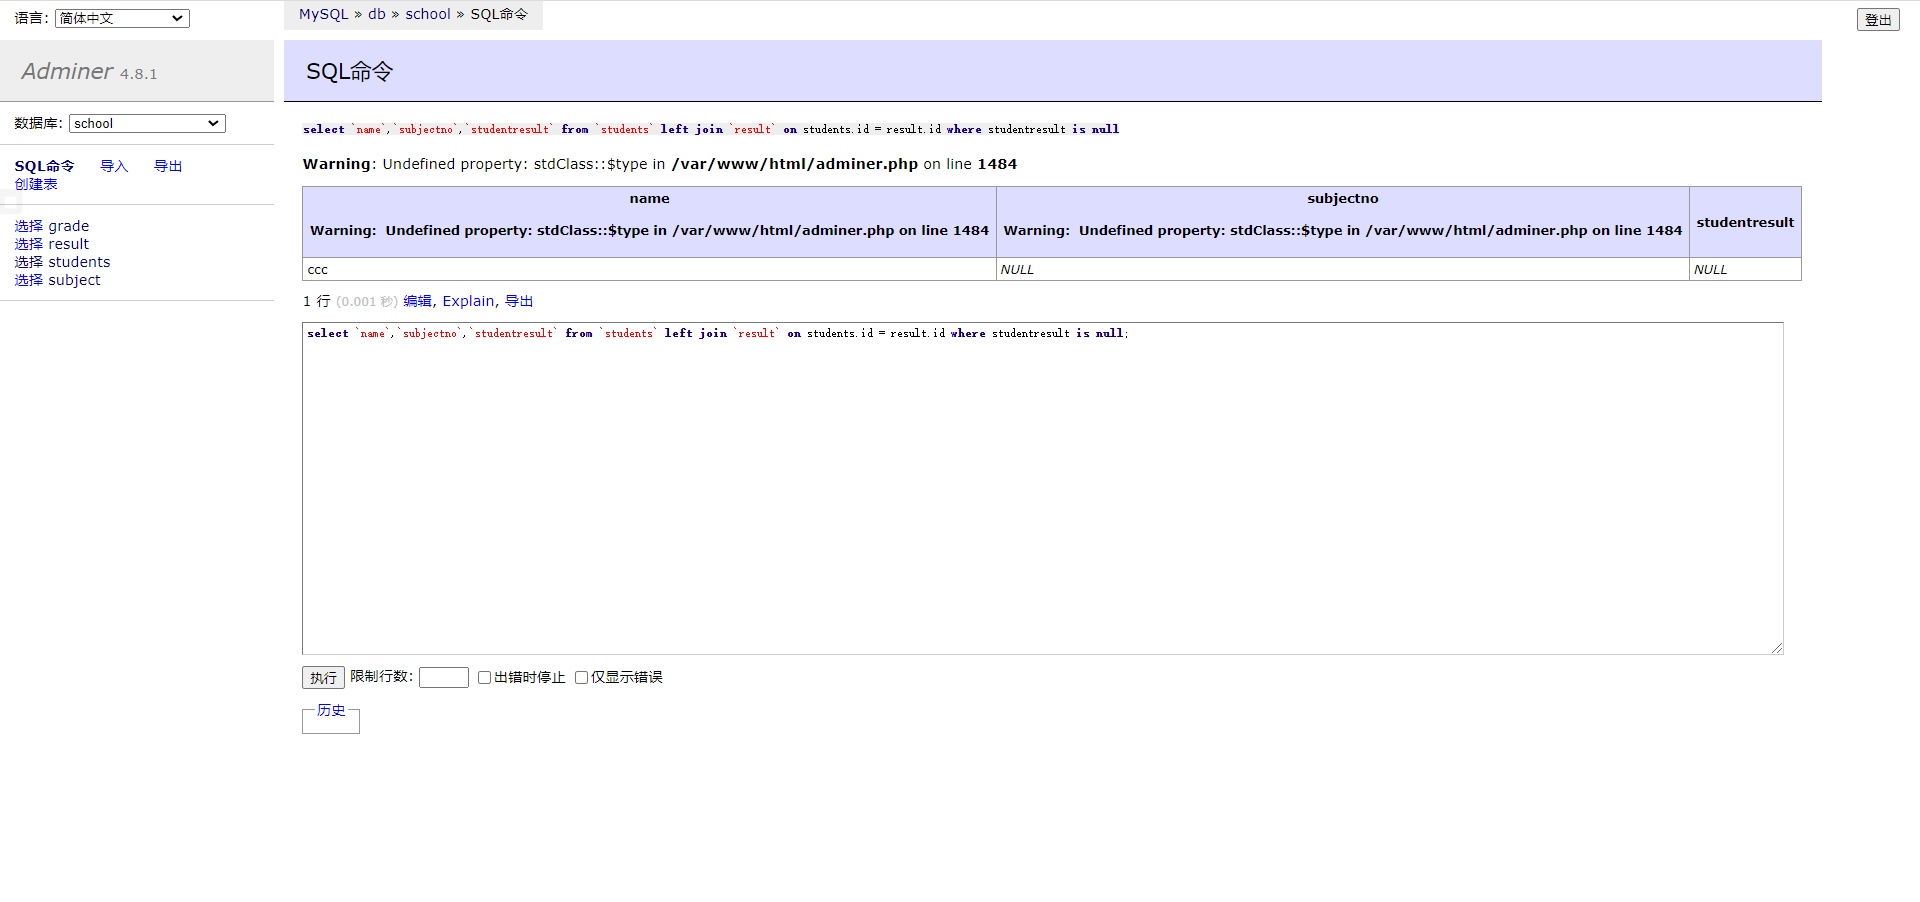 语言: 简体中文
MySQL » db » school » SQL命令
登出
Adminer 4.8.1
SQL命令
数据库: school
SQL命令 导入 导出
创建表
选择 grade
选择 result
选择 students
选择 subject
select `name`,`subjectno`,`studentresult` from `students` left join `result` on students.id = result.id where studentresult is null
Warning: Undefined property: stdClass::$type in /var/www/html/adminer.php on line 1484
name subjectno studentresult
Warning: Undefined property: stdClass::$type in /var/www/html/adminer.php on line 1484 Warning: Undefined property: stdClass::$type in /var/www/html/adminer.php on line 1484
ccc NULL NULL
1 行 (0.001 秒) 编辑, Explain, 导出
select `name`,`subjectno`,`studentresult` from `students` left join `result` on students.id = result.id where studentresult is null;
执行 限制行数: 出错时停止 仅显示错误
历史